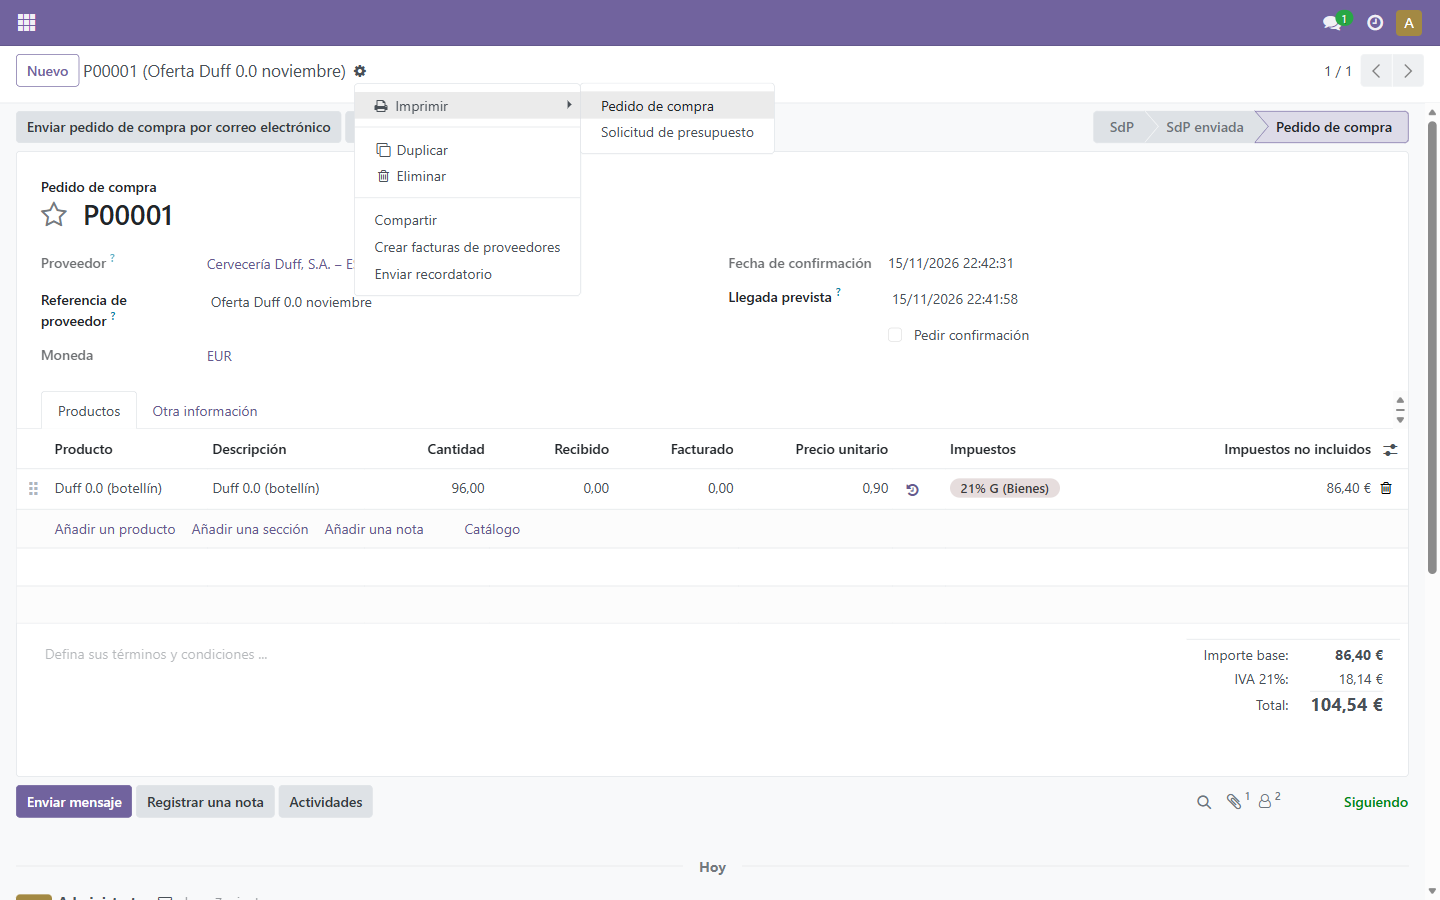 1
A
Nuevo
P00001 (Oferta Duff 0.0 noviembre)
1 / 1
Imprimir
Pedido de compra
Solicitud de presupuesto
Duplicar
Eliminar
Compartir
Crear facturas de proveedores
Enviar recordatorio
Enviar pedido de compra por correo electrónico
SdP
SdP enviada
Pedido de compra
Pedido de compra
P00001
Proveedor ?
Cervecería Duff, S.A. –
Referencia de proveedor ?
Oferta Duff 0.0 noviembre
Moneda
EUR
Fecha de confirmación
15/11/2026 22:42:31
Llegada prevista ?
15/11/2026 22:41:58
Pedir confirmación
Productos
Otra información
Producto Descripción Cantidad Recibido Facturado Precio unitario Impuestos Impuestos no incluidos
Duff 0.0 (botellín) Duff 0.0 (botellín) 96,00 0,00 0,00 0,90 21% G (Bienes) 86,40 €
Añadir un producto Añadir una sección Añadir una nota Catálogo
Defina sus términos y condiciones ...
Importe base: 86,40 €
IVA 21%: 18,14 €
Total: 104,54 €
Enviar mensaje
Registrar una nota
Actividades
1
2
Siguiendo
Hoy